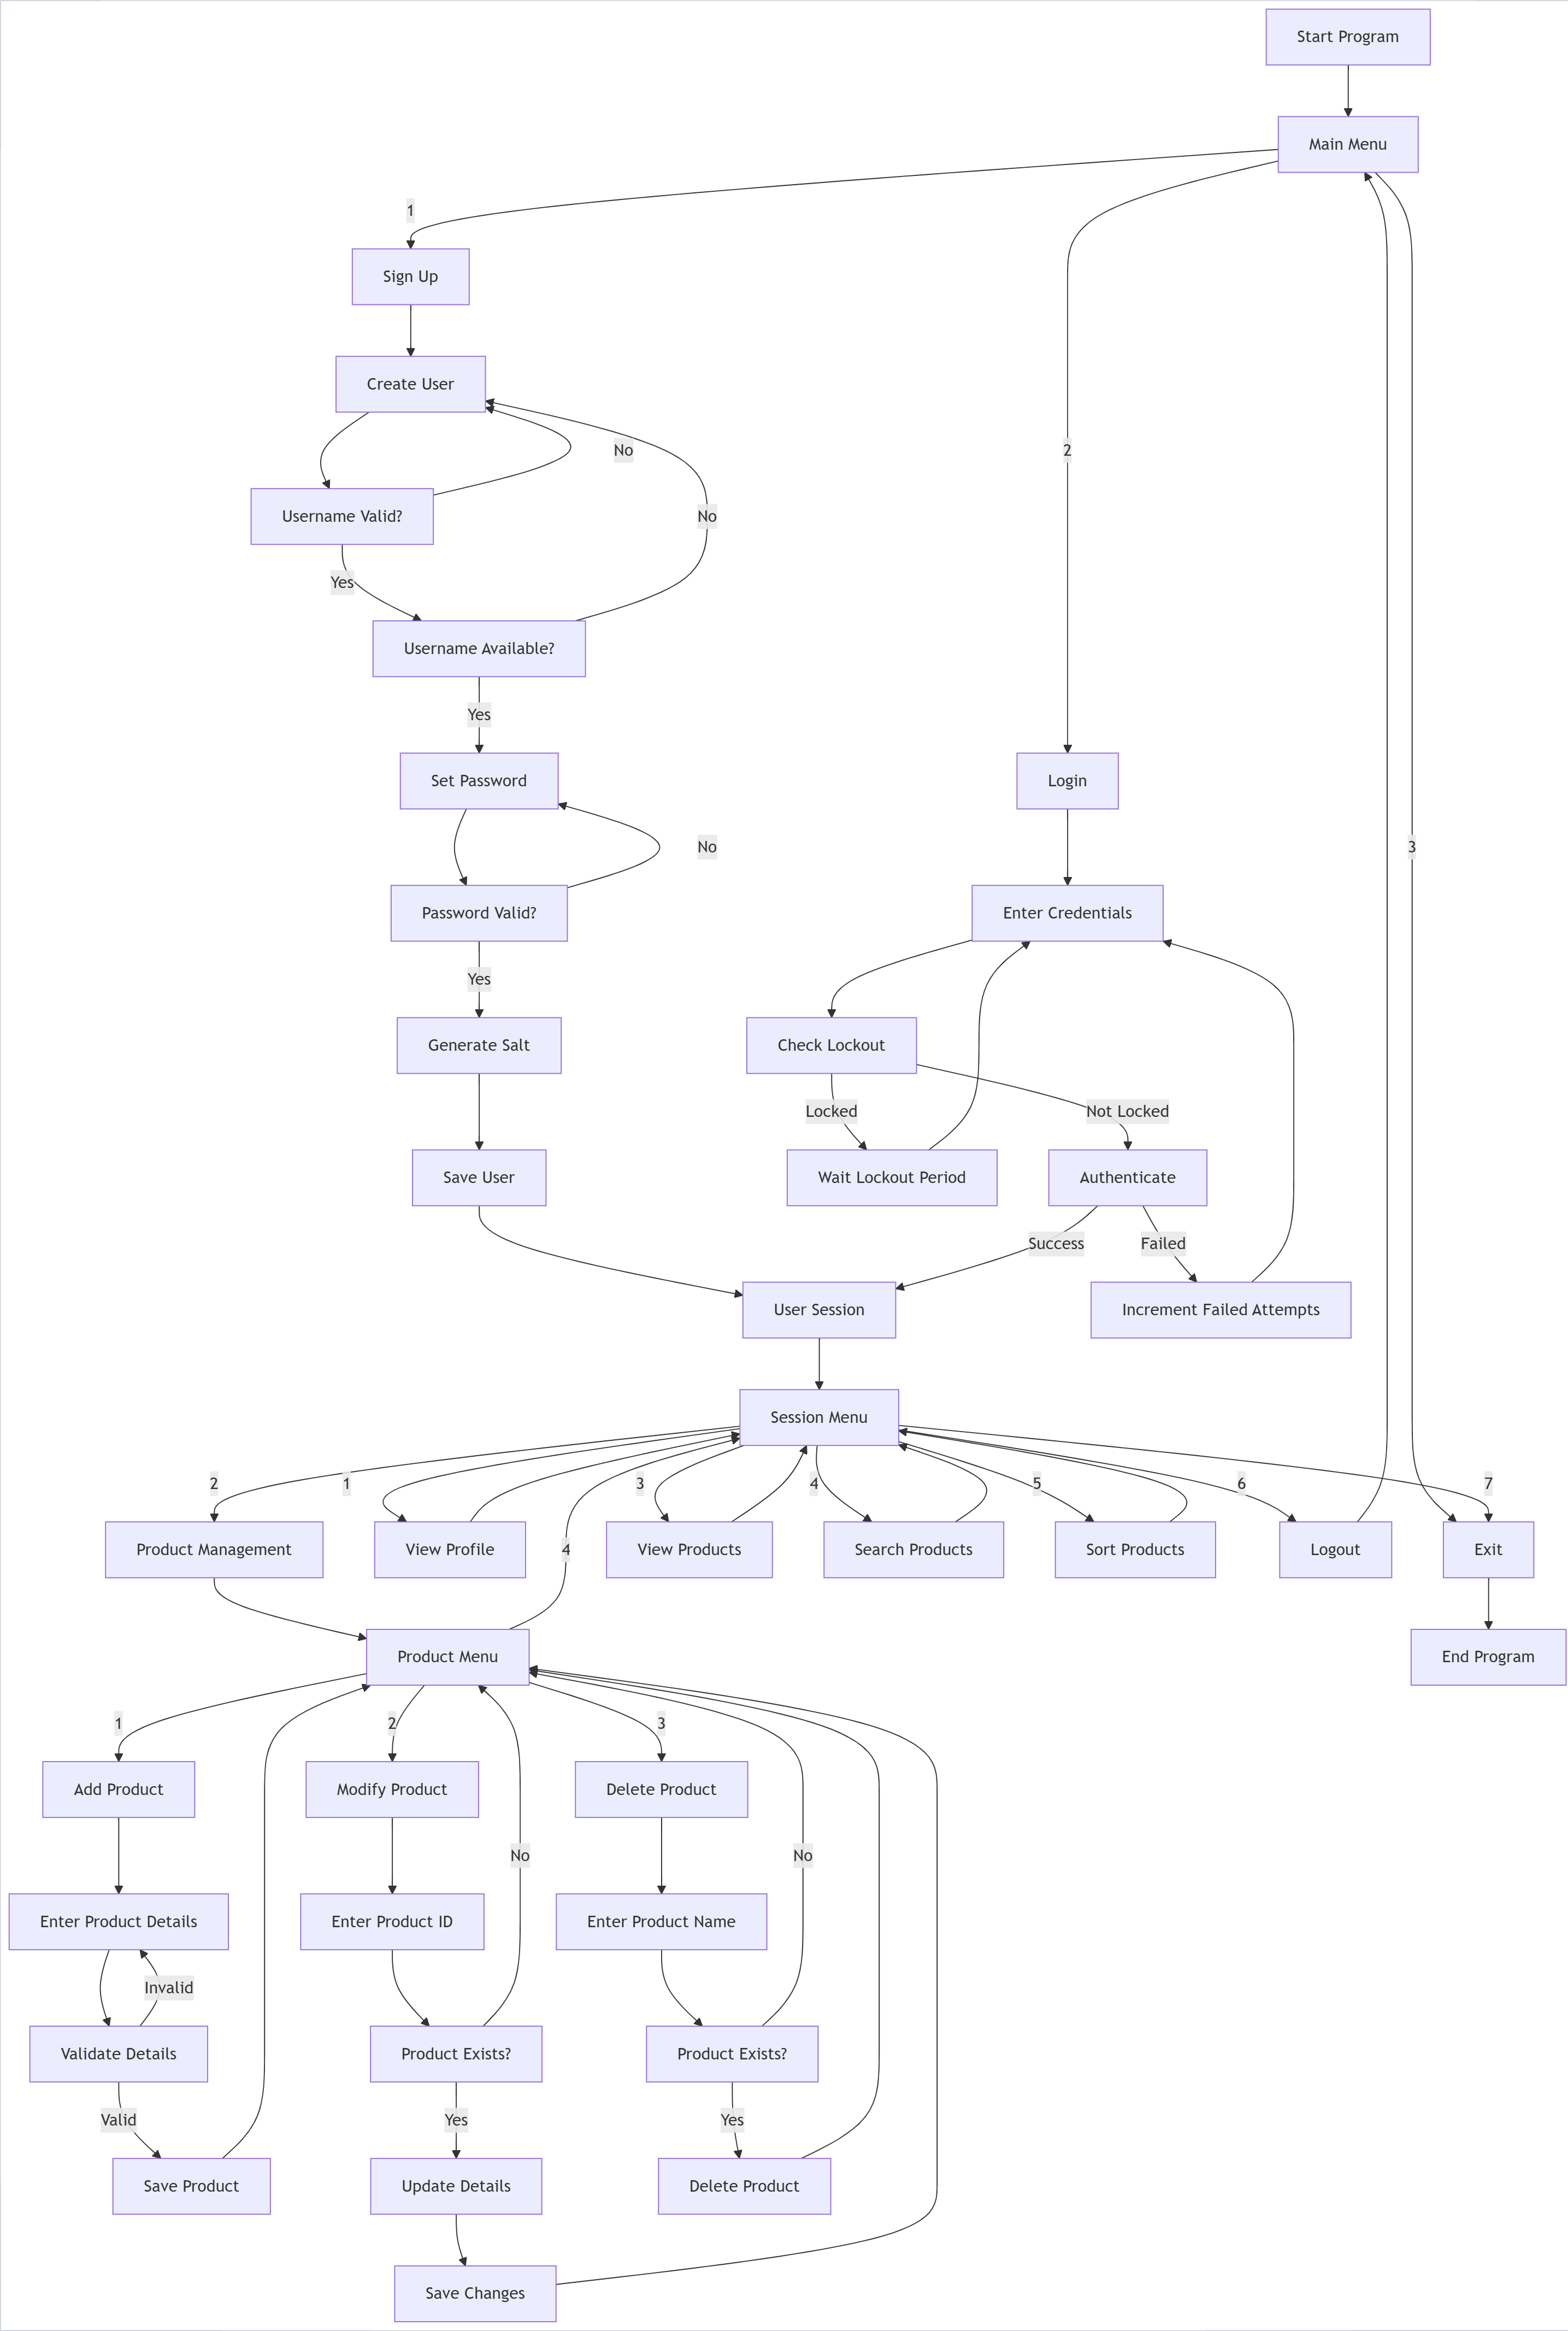 Start Program
Main Menu
1
Sign Up
Create User
No
2
Username Valid?
No
Yes
Username Available?
Yes
Set Password
Login
No
3
Password Valid?
Enter Credentials
Yes
Generate Salt
Check Lockout
Locked
Not Locked
Save User
Wait Lockout Period
Authenticate
Success
Failed
User Session
Increment Failed Attempts
Session Menu
2
1
3
4
5
6
7
Product Management
View Profile
4
View Products
Search Products
Sort Products
Logout
Exit
Product Menu
End Program
1
2
3
Add Product
Modify Product
Delete Product
No
No
Enter Product Details
Enter Product ID
Enter Product Name
Invalid
Validate Details
Product Exists?
Product Exists?
Valid
Yes
Yes
Save Product
Update Details
Delete Product
Save Changes